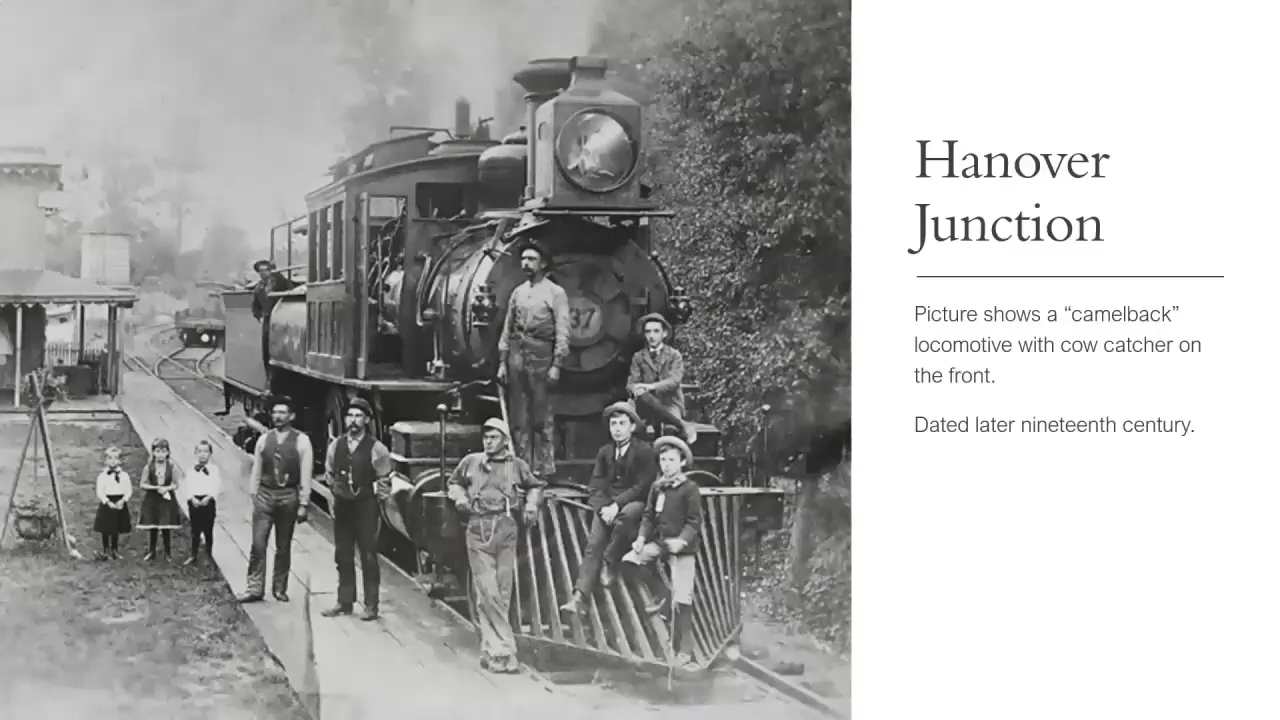 Hanover
Junction
Picture shows a “camelback”
locomotive with cow catcher on
the front.
Dated later nineteenth century.
37